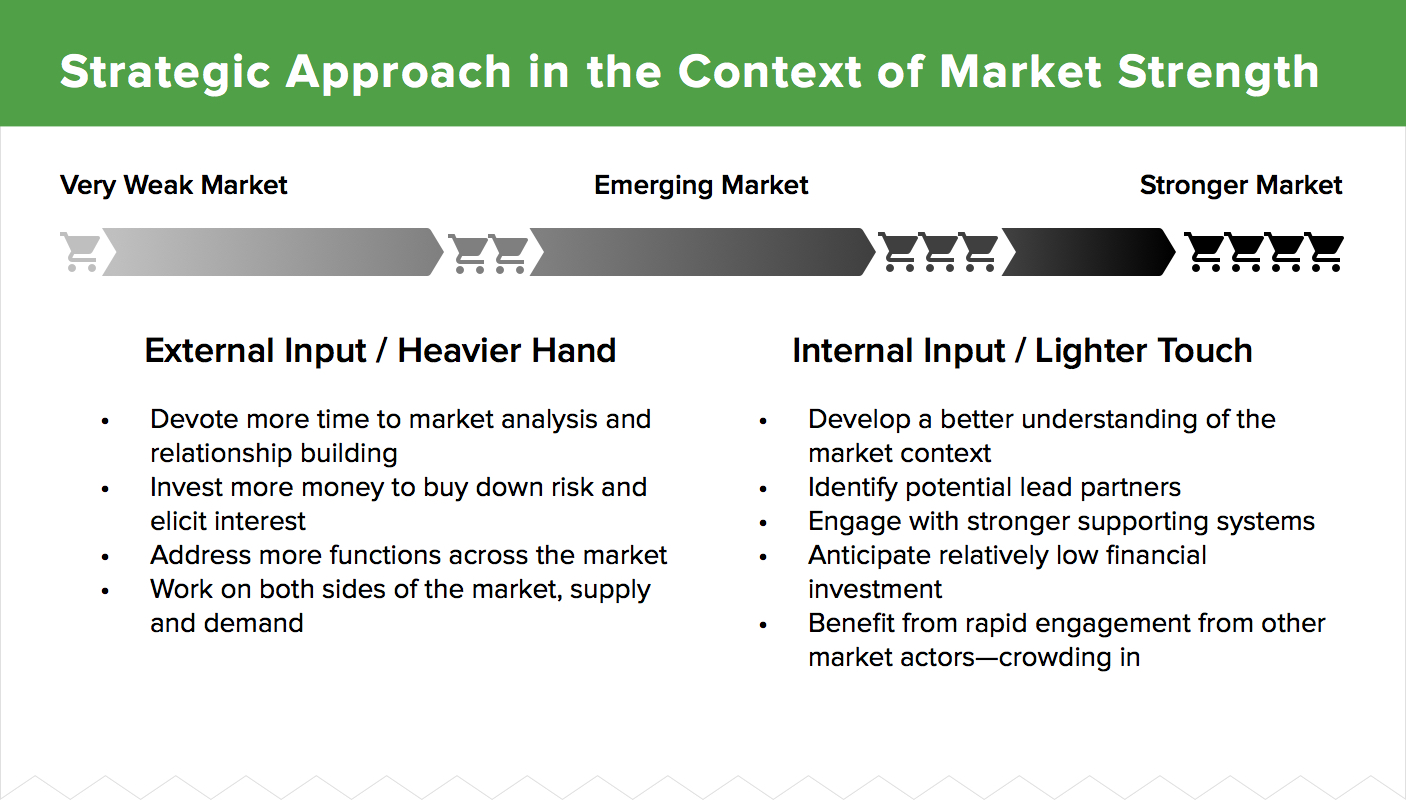 Strategic Approach in the Context of Market Strength
Very Weak Market
Emerging Market
Stronger Market
External Input / Heavier Hand
• Devote more time to market analysis and
relationship building
• Invest more money to buy down risk and
elicit interest
• Address more functions across the market
• Work on both sides of the market, supply
and demand
Internal Input / Lighter Touch
• Develop a better understanding of the
market context
• Identify potential lead partners
• Engage with stronger supporting systems
• Anticipate relatively low financial
investment
• Benefit from rapid engagement from other
market actors—crowding in